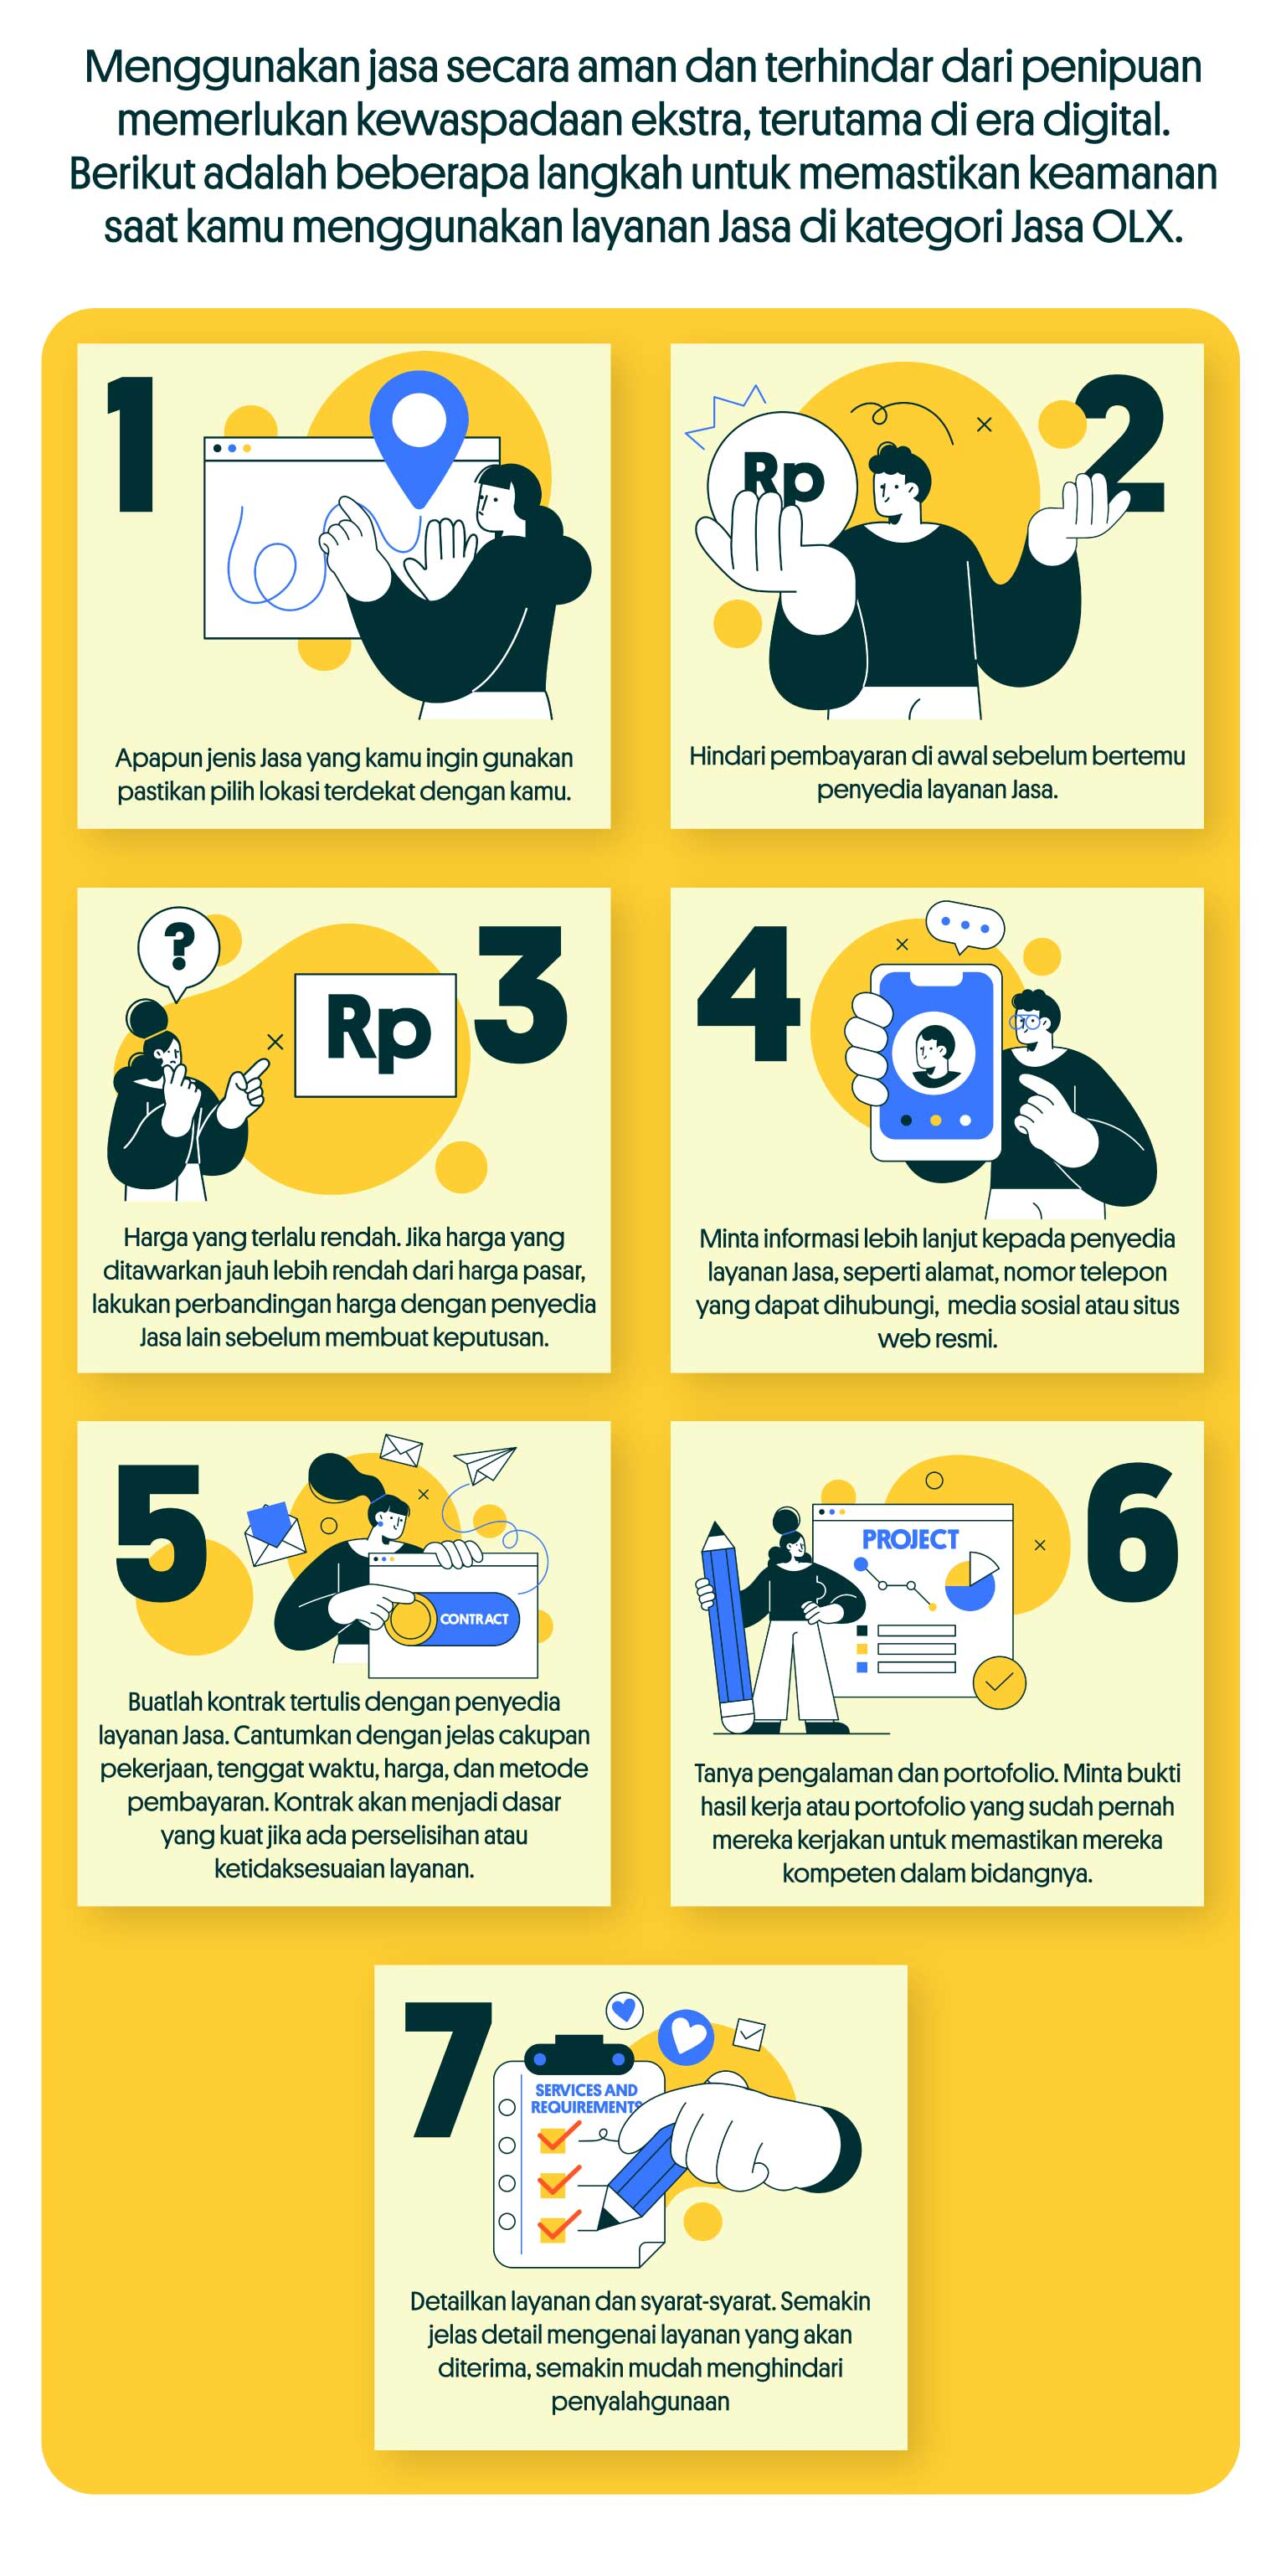 Menggunakan jasa secara aman dan terhindar dari penipuan
memerlukan kewaspadaan ekstra, terutama di era digital.
Berikut adalah beberapa langkah untuk memastikan keamanan
saat kamu menggunakan layanan Jasa di kategori Jasa OLX.
1
Apapun jenis Jasa yang kamu ingin gunakan
pastikan pilih lokasi terdekat dengan kamu.
2
Rp
Hindari pembayaran di awal sebelum bertemu
penyedia layanan Jasa.
3
?
Rp
Harga yang terlalu rendah. Jika harga yang
ditawarkan jauh lebih rendah dari harga pasar,
lakukan perbandingan harga dengan penyedia
Jasa lain sebelum membuat keputusan.
4
Minta informasi lebih lanjut kepada penyedia
layanan Jasa, seperti alamat, nomor telepon
yang dapat dihubungi, media sosial atau situs
web resmi.
5
CONTRACT
Buatlah kontrak tertulis dengan penyedia
layanan Jasa. Cantumkan dengan jelas cakupan
pekerjaan, tenggat waktu, harga, dan metode
pembayaran. Kontrak akan menjadi dasar
yang kuat jika ada perselisihan atau
ketidaksesuaian layanan.
6
PROJECT
Tanya pengalaman dan portofolio. Minta bukti
hasil kerja atau portofolio yang sudah pernah
mereka kerjakan untuk memastikan mereka
kompeten dalam bidangnya.
7
SERVICES AND
REQUIREMENTS
Detailkan layanan dan syarat-syarat. Semakin
jelas detail mengenai layanan yang akan
diterima, semakin mudah menghindari
penyalahgunaan